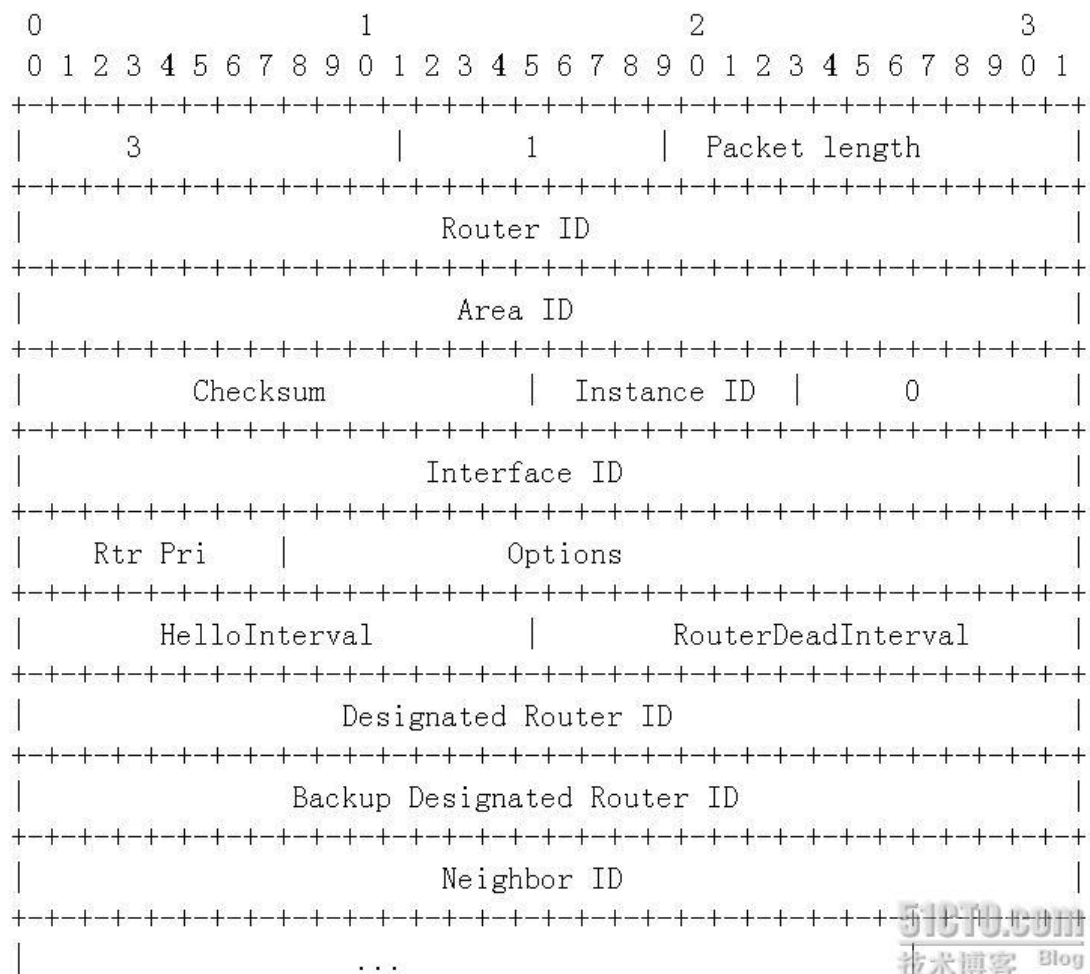 0 1 2 3
0 1 2 3 4 5 6 7 8 9 0 1 2 3 4 5 6 7 8 9 0 1 2 3 4 5 6 7 8 9 0 1
+-+-+-+-+-+-+-+-+-+-+-+-+-+-+-+-+-+-+-+-+-+-+-+-+-+-+-+-+-+-+-+-+
| 3 | 1 | Packet length |
+-+-+-+-+-+-+-+-+-+-+-+-+-+-+-+-+-+-+-+-+-+-+-+-+-+-+-+-+-+-+-+-+
| Router ID |
+-+-+-+-+-+-+-+-+-+-+-+-+-+-+-+-+-+-+-+-+-+-+-+-+-+-+-+-+-+-+-+-+
| Area ID |
+-+-+-+-+-+-+-+-+-+-+-+-+-+-+-+-+-+-+-+-+-+-+-+-+-+-+-+-+-+-+-+-+
| Checksum | Instance ID | 0 |
+-+-+-+-+-+-+-+-+-+-+-+-+-+-+-+-+-+-+-+-+-+-+-+-+-+-+-+-+-+-+-+-+
| Interface ID |
+-+-+-+-+-+-+-+-+-+-+-+-+-+-+-+-+-+-+-+-+-+-+-+-+-+-+-+-+-+-+-+-+
| Rtr Pri | Options |
+-+-+-+-+-+-+-+-+-+-+-+-+-+-+-+-+-+-+-+-+-+-+-+-+-+-+-+-+-+-+-+-+
| HelloInterval | RouterDeadInterval |
+-+-+-+-+-+-+-+-+-+-+-+-+-+-+-+-+-+-+-+-+-+-+-+-+-+-+-+-+-+-+-+-+
| Designated Router ID |
+-+-+-+-+-+-+-+-+-+-+-+-+-+-+-+-+-+-+-+-+-+-+-+-+-+-+-+-+-+-+-+-+
| Backup Designated Router ID |
+-+-+-+-+-+-+-+-+-+-+-+-+-+-+-+-+-+-+-+-+-+-+-+-+-+-+-+-+-+-+-+-+
| Neighbor ID |
+-+-+-+-+-+-+-+-+-+-+-+-+-+-+-+-+-+-+-+-+-+-+-+-+-+-+-+-+-+-+-+-+
| ... |
51CTO.com
技术博客 Blog